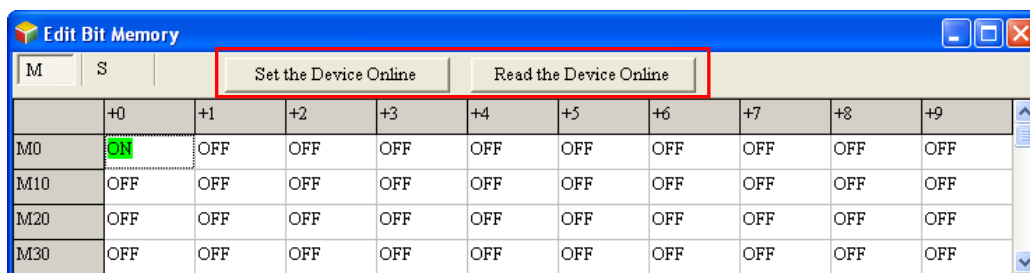 Edit Bit Memory
M S Set the Device Online Read the Device Online
+0 +1 +2 +3 +4 +5 +6 +7 +8 +9
M0 ON OFF OFF OFF OFF OFF OFF OFF OFF OFF
M10 OFF OFF OFF OFF OFF OFF OFF OFF OFF OFF
M20 OFF OFF OFF OFF OFF OFF OFF OFF OFF OFF
M30 OFF OFF OFF OFF OFF OFF OFF OFF OFF OFF